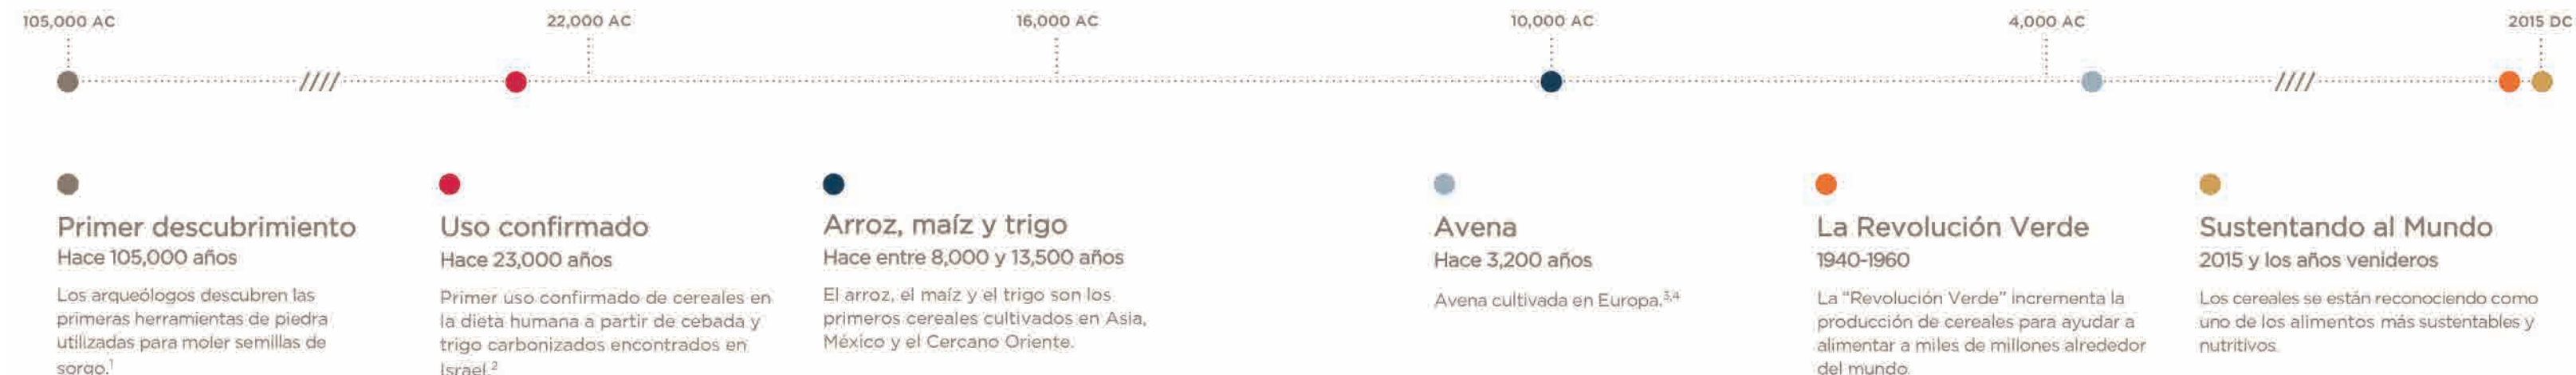 105,000 AC
22,000 AC
16,000 AC
10,000 AC
4,000 AC
2015 DC
Primer descubrimiento
Hace 105,000 años
Los arqueólogos descubren las
primeras herramientas de piedra
utilizadas para moler semillas de
sorgo.¹
Uso confirmado
Hace 23,000 años
Primer uso confirmado de cereales en
la dieta humana a partir de cebada y
trigo carbonizados encontrados en
Israel.²
Arroz, maíz y trigo
Hace entre 8,000 y 13,500 años
El arroz, el maíz y el trigo son los
primeros cereales cultivados en Asia,
México y el Cercano Oriente.
Avena
Hace 3,200 años
Avena cultivada en Europa.³,⁴
La Revolución Verde
1940-1960
La "Revolución Verde" incrementa la
producción de cereales para ayudar a
alimentar a miles de millones alrededor
del mundo.
Sustentando al Mundo
2015 y los años venideros
Los cereales se están reconociendo como
uno de los alimentos más sustentables y
nutritivos.